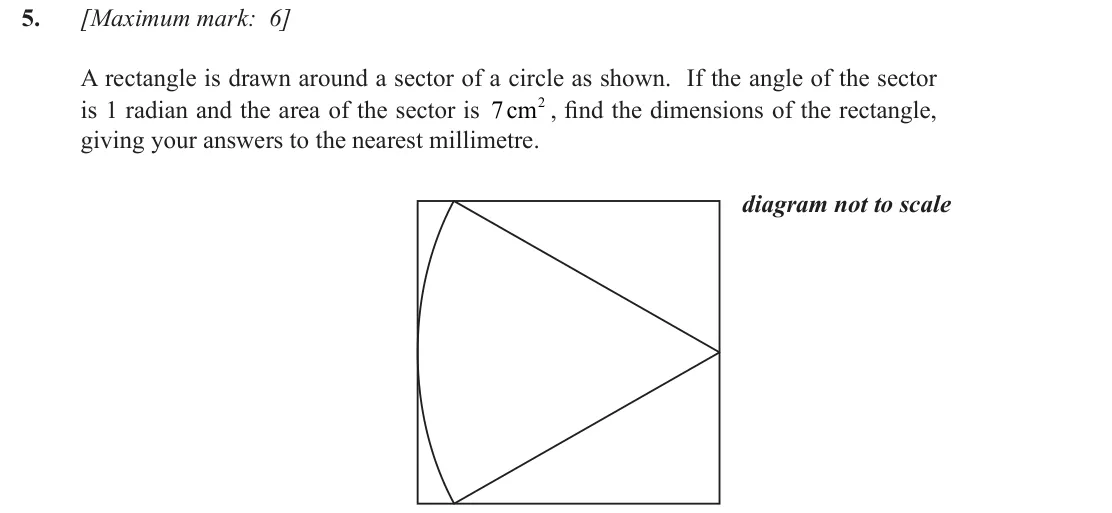 5. [Maximum mark: 6]
A rectangle is drawn around a sector of a circle as shown. If the angle of the sector
is 1 radian and the area of the sector is 7 cm², find the dimensions of the rectangle,
giving your answers to the nearest millimetre.
diagram not to scale